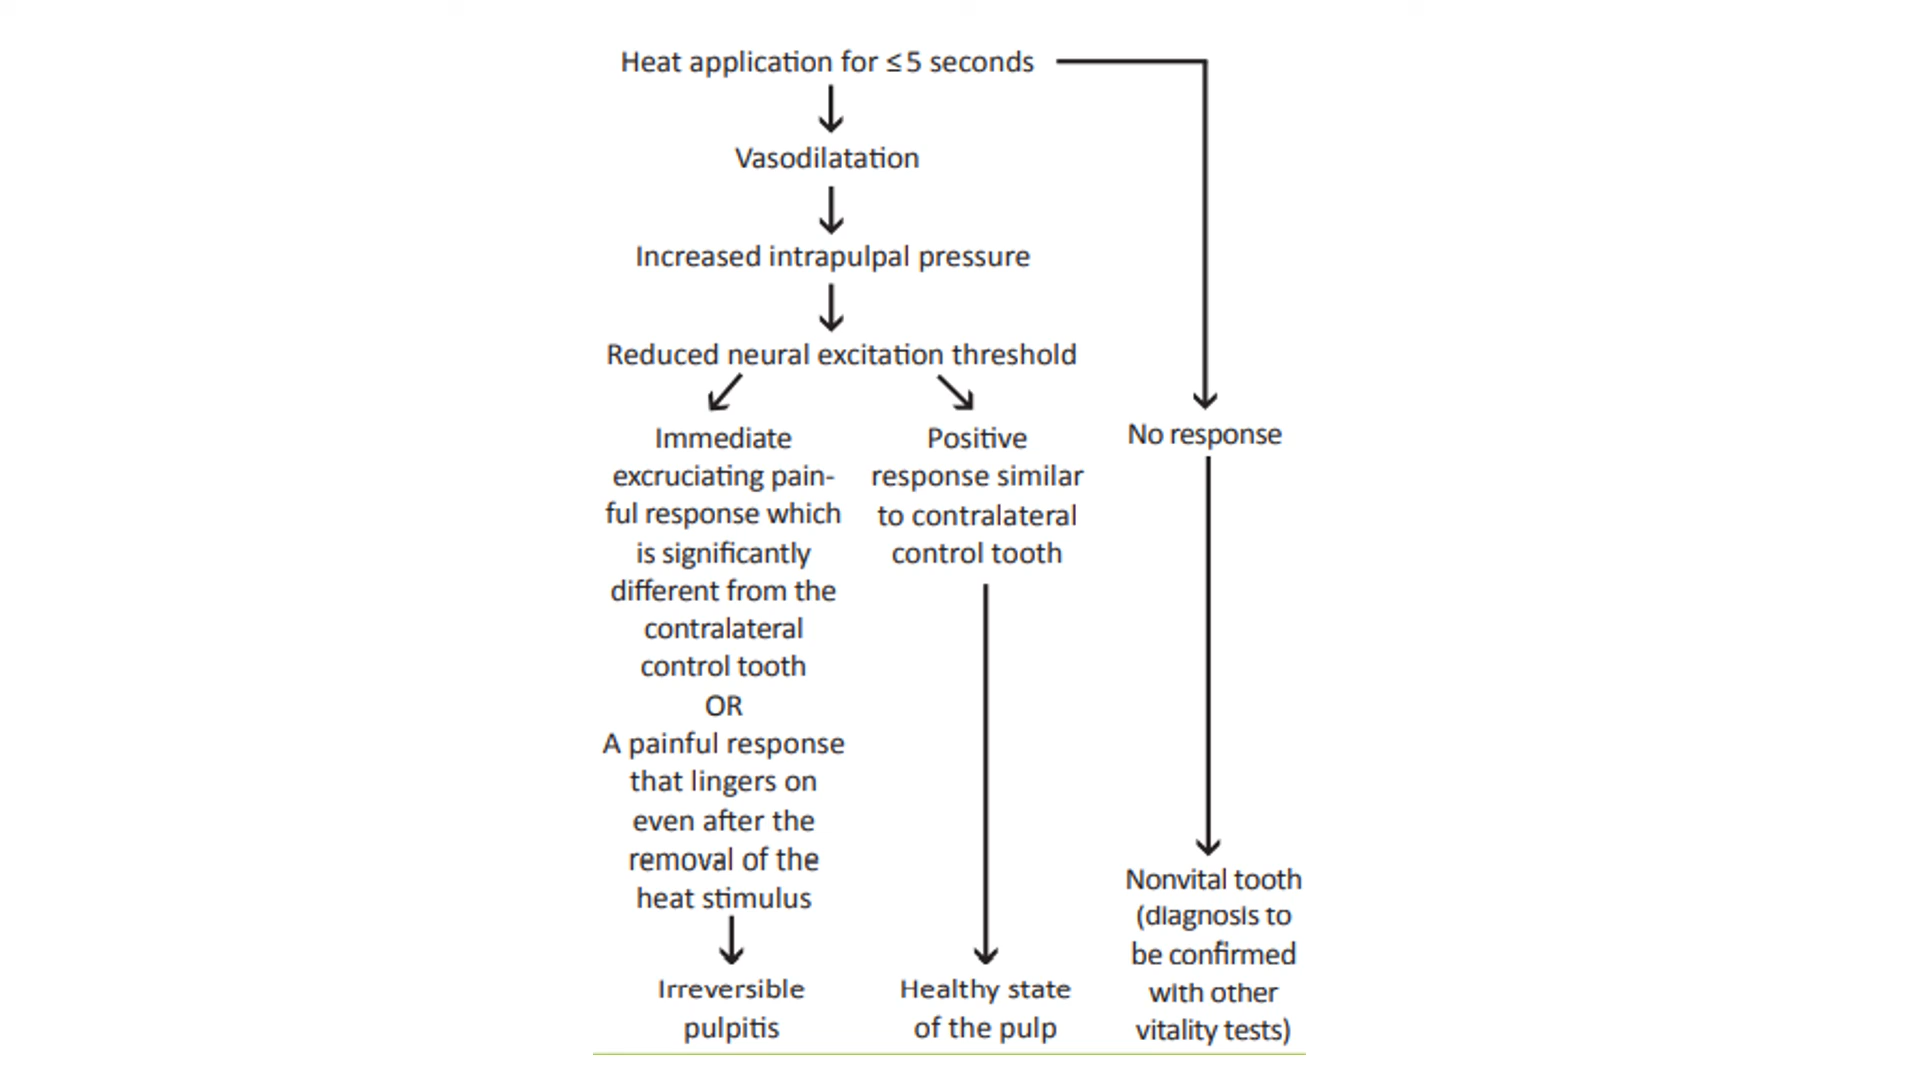 Heat application for ≤ 5 seconds
Vasodilatation
Increased intrapulpal pressure
Reduced neural excitation threshold
Immediate
excruciating pain-
ful response which
is significantly
different from the
contralateral
control tooth
OR
A painful response
that lingers on
even after the
removal of the
heat stimulus
Irreversible
pulpitis
Positive
response similar
to contralateral
control tooth
Healthy state
of the pulp
No response
Nonvital tooth
(diagnosis to
be confirmed
with other
vitality tests)